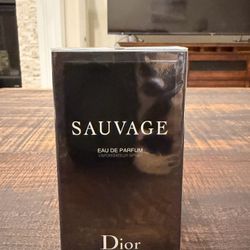 SAUVAGE
EAU DE PARFUM
VAPORISATEUR SPRAY
Dior